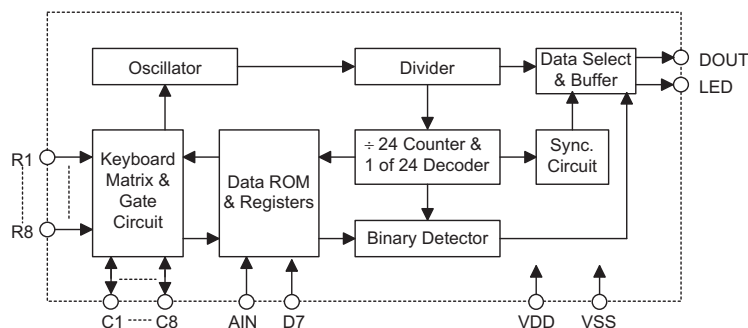 Oscillator
Divider
Data Select
& Buffer
DOUT
LED
R1
R8
Keyboard
Matrix &
Gate
Circuit
Data ROM
& Registers
÷ 24 Counter &
1 of 24 Decoder
Sync.
Circuit
Binary Detector
C1
C8
AIN
D7
VDD
VSS